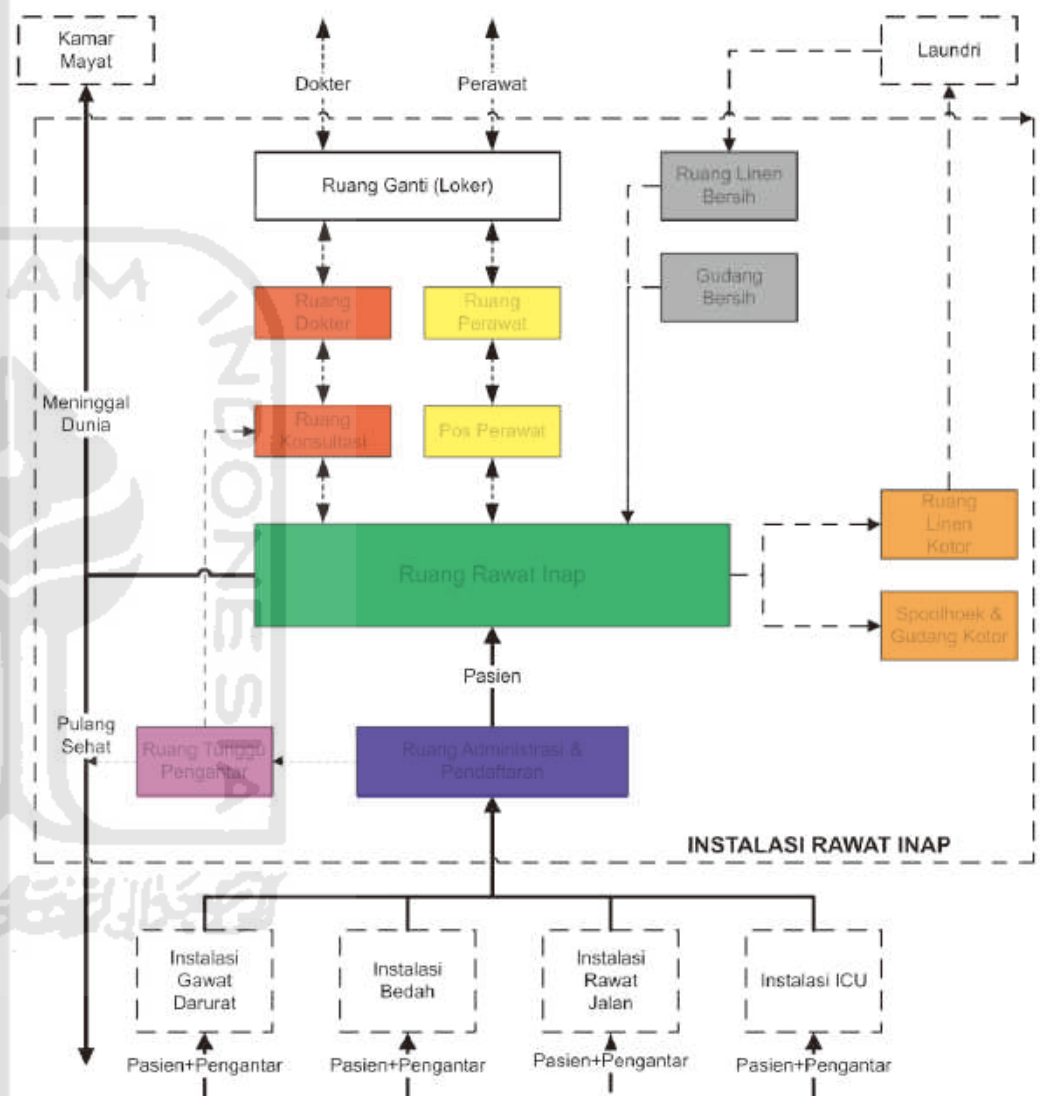 Kamar
Mayat
Dokter
Perawat
Laundri
Ruang Ganti (Loker)
Ruang Linen
Bersih
Gudang
Bersih
Ruang
Dokter
Ruang
Perawat
Meninggal
Dunia
Ruang
Konsultasi
Pos Perawat
Ruang
Linen
Kotor
Ruang Rawat Inap
Spoolhoek &
Gudang Kotor
Pasien
Pulang
Sehat
Ruang Tunggu
Pengantar
Ruang Administrasi &
Pendaftaran
INSTALASI RAWAT INAP
Instalasi
Gawat
Darurat
Instalasi
Bedah
Instalasi
Rawat
Jalan
Instalasi ICU
Pasien+Pengantar
Pasien+Pengantar
Pasien+Pengantar
Pasien+Pengantar
AM INDONESIA